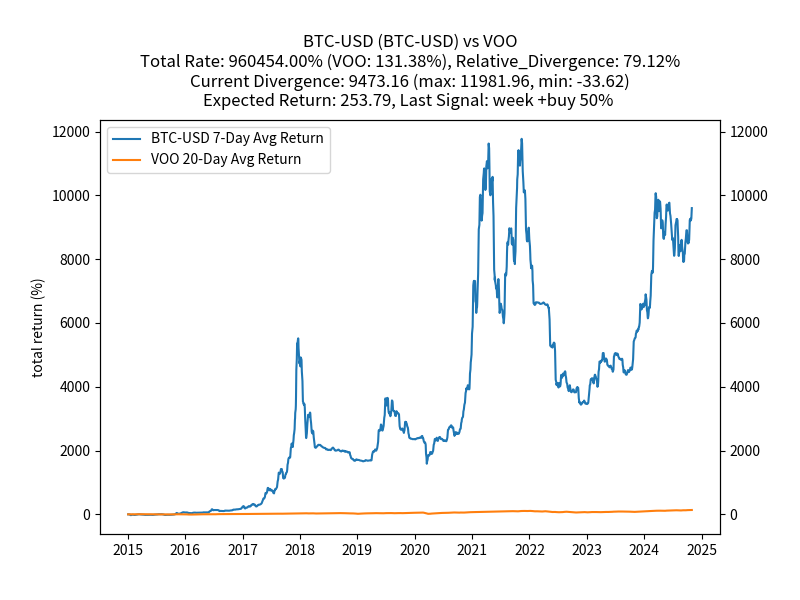 BTC-USD (BTC-USD) vs VOO
Total Rate: 960454.00% (VOO: 131.38%), Relative_Divergence: 79.12%
Current Divergence: 9473.16 (max: 11981.96, min: -33.62)
Expected Return: 253.79, Last Signal: week +buy 50%
BTC-USD 7-Day Avg Return
VOO 20-Day Avg Return
total return (%)
12000
10000
8000
6000
4000
2000
0
12000
10000
8000
6000
4000
2000
0
2015 2016 2017 2018 2019 2020 2021 2022 2023 2024 2025